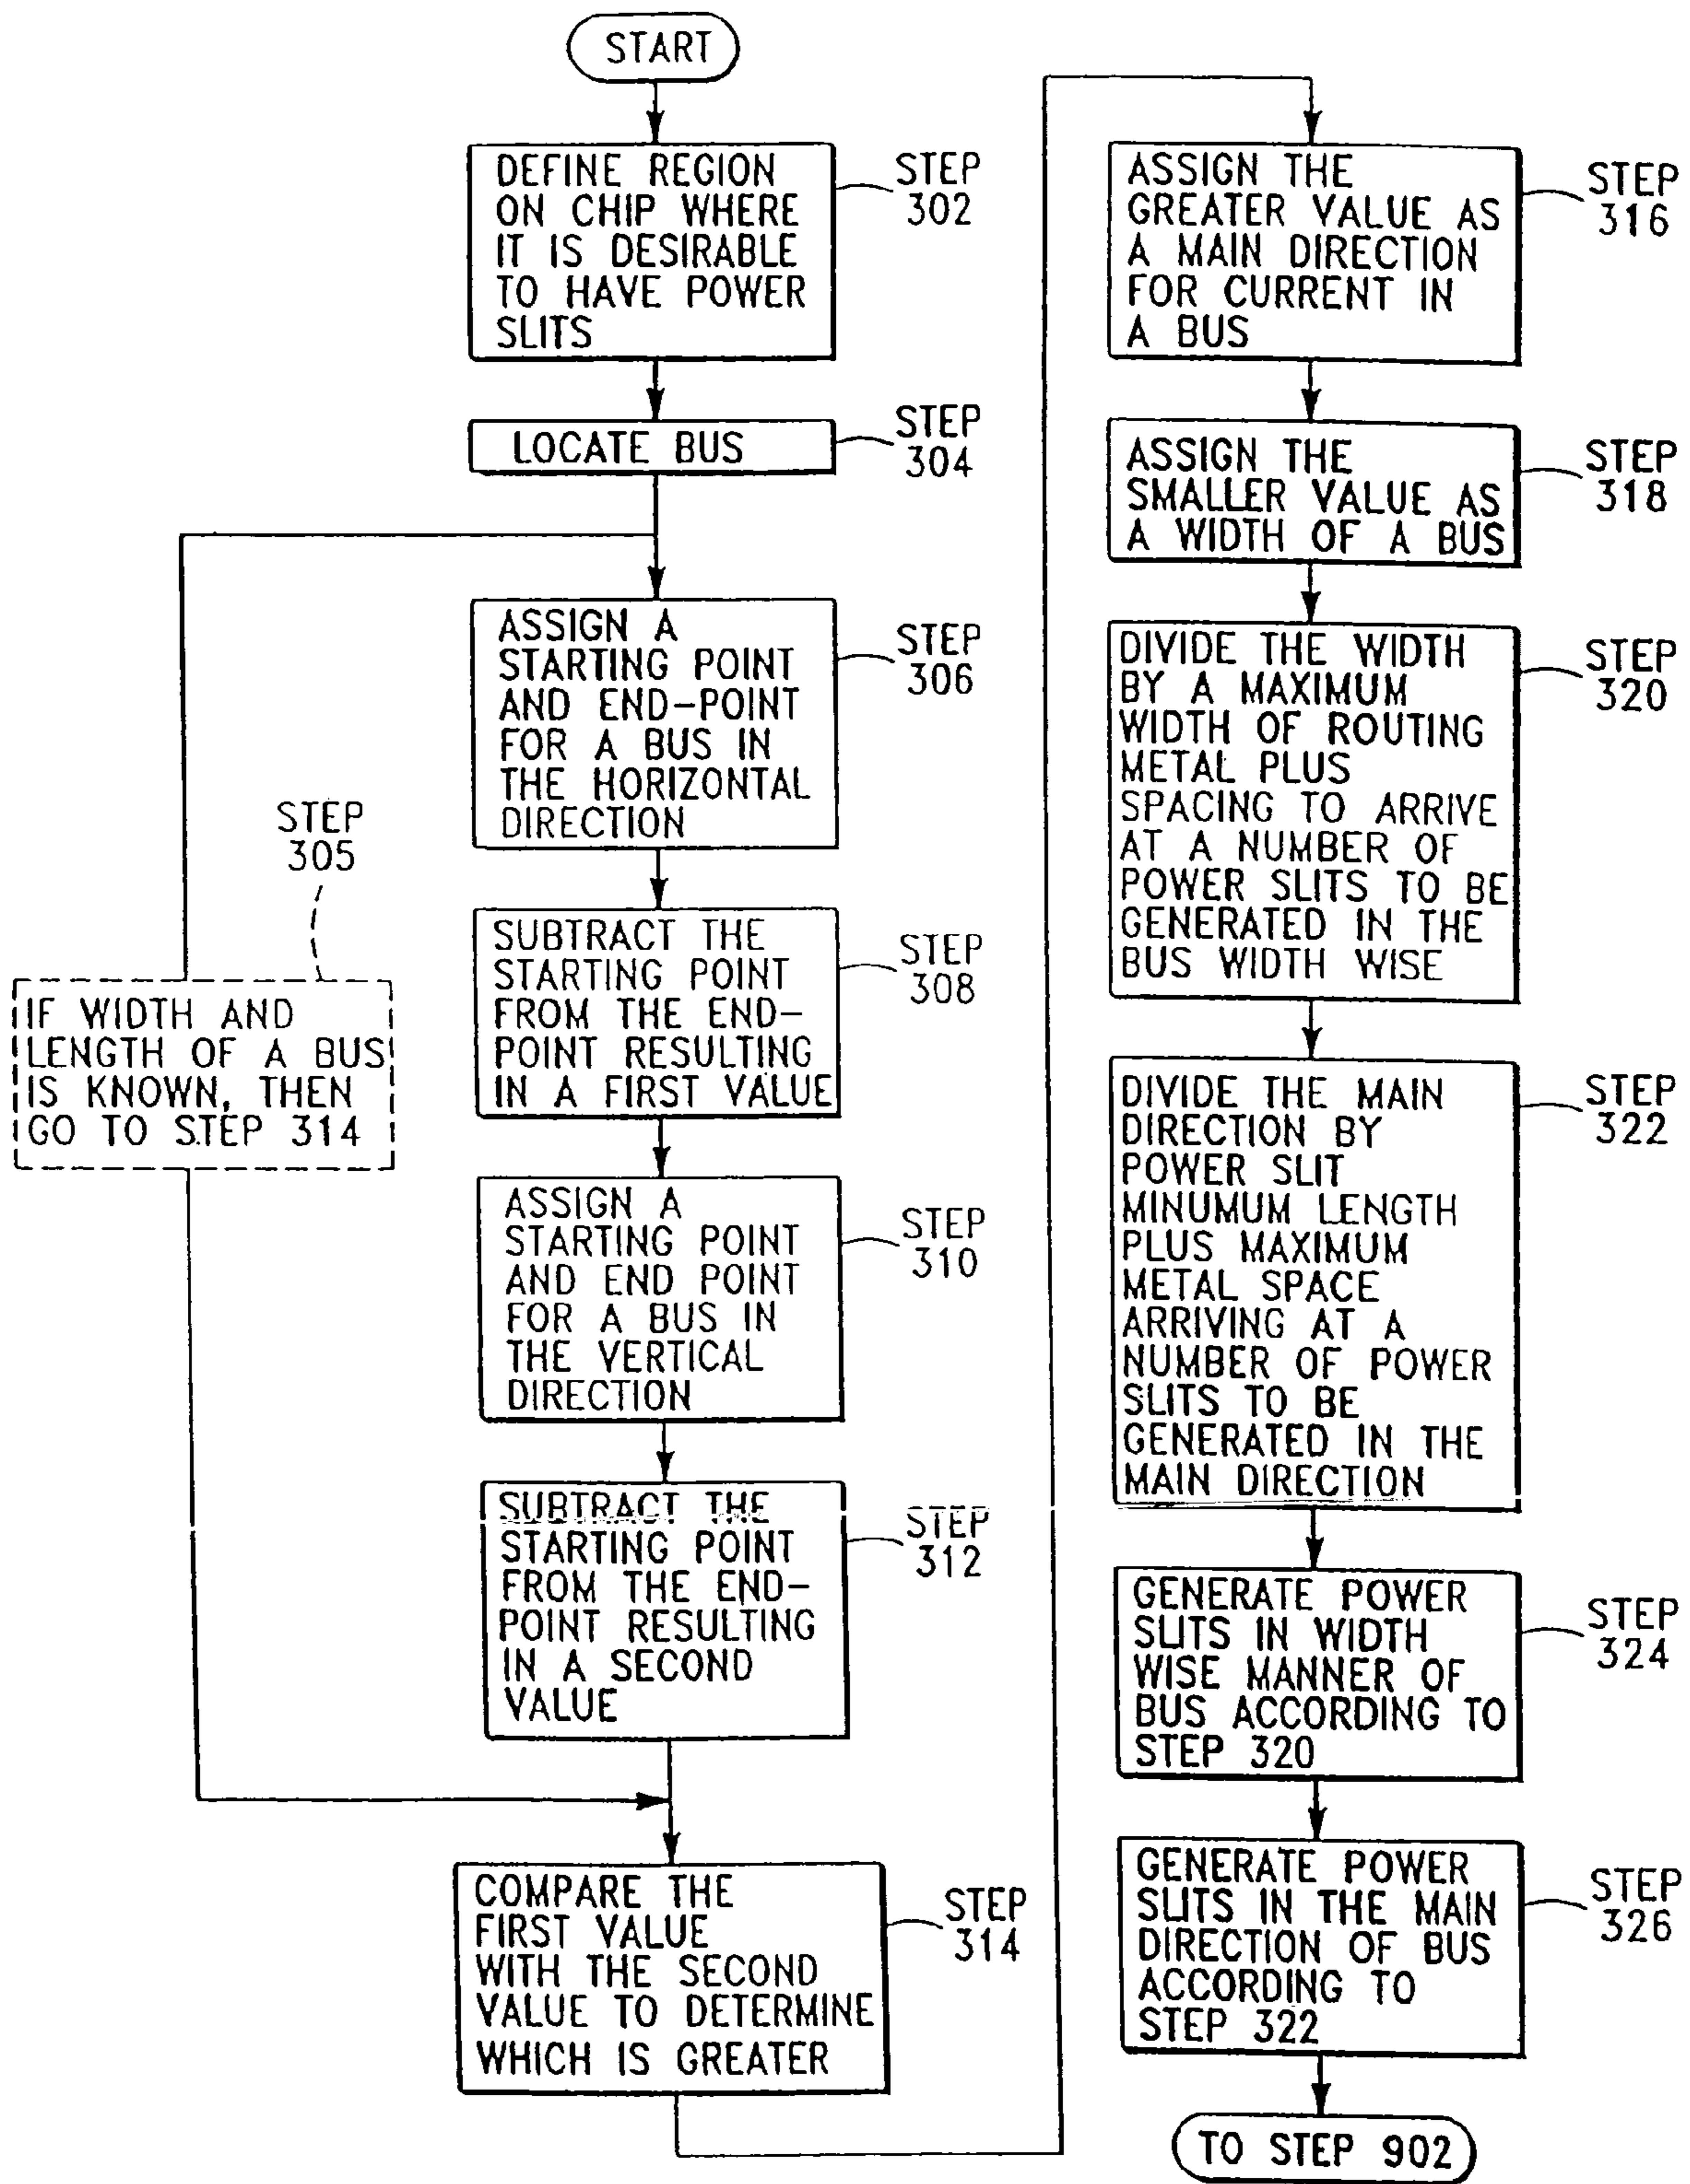 START
DEFINE REGION
ON CHIP WHERE
IT IS DESIRABLE
TO HAVE POWER
SLITS
STEP
302
LOCATE BUS
STEP
304
STEP
305
IF WIDTH AND
LENGTH OF A BUS
IS KNOWN, THEN
GO TO STEP 314
ASSIGN A
STARTING POINT
AND END-POINT
FOR A BUS IN
THE HORIZONTAL
DIRECTION
STEP
306
SUBTRACT THE
STARTING POINT
FROM THE END-
POINT RESULTING
IN A FIRST VALUE
STEP
308
ASSIGN A
STARTING POINT
AND END POINT
FOR A BUS IN
THE VERTICAL
DIRECTION
STEP
310
SUBTRACT THE
STARTING POINT
FROM THE END-
POINT RESULTING
IN A SECOND
VALUE
STEP
312
COMPARE THE
FIRST VALUE
WITH THE SECOND
VALUE TO DETERMINE
WHICH IS GREATER
STEP
314
ASSIGN THE
GREATER VALUE AS
A MAIN DIRECTION
FOR CURRENT IN
A BUS
STEP
316
ASSIGN THE
SMALLER VALUE AS
A WIDTH OF A BUS
STEP
318
DIVIDE THE WIDTH
BY A MAXIMUM
WIDTH OF ROUTING
METAL PLUS
SPACING TO ARRIVE
AT A NUMBER OF
POWER SLITS TO BE
GENERATED IN THE
BUS WIDTH WISE
STEP
320
DIVIDE THE MAIN
DIRECTION BY
POWER SLIT
MINUMUM LENGTH
PLUS MAXIMUM
METAL SPACE
ARRIVING AT A
NUMBER OF POWER
SLITS TO BE
GENERATED IN THE
MAIN DIRECTION
STEP
322
GENERATE POWER
SLITS IN WIDTH
WISE MANNER OF
BUS ACCORDING TO
STEP 320
STEP
324
GENERATE POWER
SLITS IN THE MAIN
DIRECTION OF BUS
ACCORDING TO
STEP 322
STEP
326
TO STEP 902